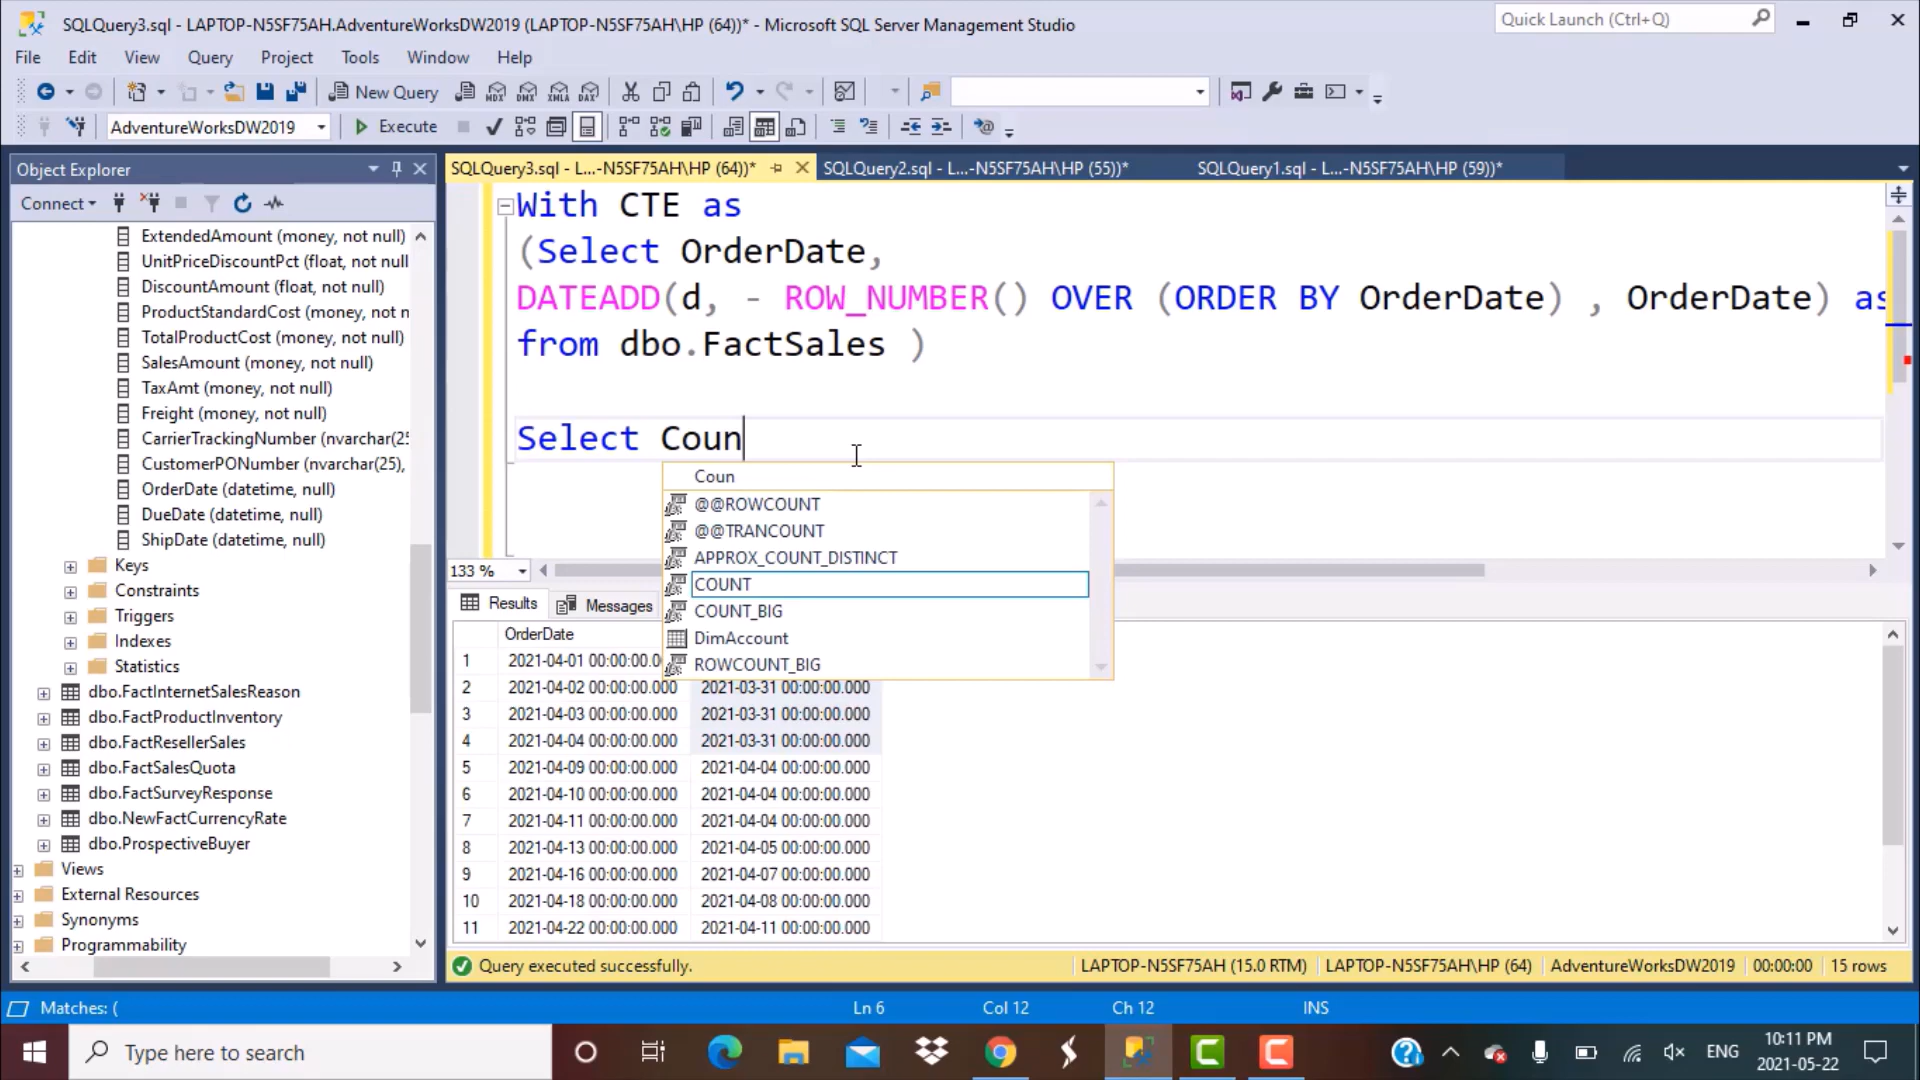 SQLQuery3.sql - LAPTOP-N5SF75AH.AdventureWorksDW2019 (LAPTOP-N5SF75AH\HP (64))* - Microsoft SQL Server Management Studio
Quick Launch (Ctrl+Q)
File Edit View Query Project Tools Window Help
New Query
AdventureWorksDW2019 Execute
Object Explorer
SQLQuery3.sql - L...-N5SF75AH\HP (64))* SQLQuery2.sql - L...-N5SF75AH\HP (55))* SQLQuery1.sql - L...-N5SF75AH\HP (59))*
Connect
ExtendedAmount (money, not null)
UnitPriceDiscountPct (float, not null
DiscountAmount (float, not null)
ProductStandardCost (money, not n
TotalProductCost (money, not null)
SalesAmount (money, not null)
TaxAmt (money, not null)
Freight (money, not null)
CarrierTrackingNumber (nvarchar(25
CustomerPONumber (nvarchar(25),
OrderDate (datetime, null)
DueDate (datetime, null)
ShipDate (datetime, null)
Keys
Constraints
Triggers
Indexes
Statistics
dbo.FactInternetSalesReason
dbo.FactProductInventory
dbo.FactResellerSales
dbo.FactSalesQuota
dbo.FactSurveyResponse
dbo.NewFactCurrencyRate
dbo.ProspectiveBuyer
Views
External Resources
Synonyms
Programmability
With CTE as
(Select OrderDate,
DATEADD(d, - ROW_NUMBER() OVER (ORDER BY OrderDate) , OrderDate) as
from dbo.FactSales )
Select Coun
Coun
@@ROWCOUNT
@@TRANCOUNT
APPROX_COUNT_DISTINCT
COUNT
COUNT_BIG
DimAccount
ROWCOUNT_BIG
133 %
Results Messages
OrderDate
1 2021-04-01 00:00:00.0
2 2021-04-02 00:00:00.000 2021-03-31 00:00:00.000
3 2021-04-03 00:00:00.000 2021-03-31 00:00:00.000
4 2021-04-04 00:00:00.000 2021-03-31 00:00:00.000
5 2021-04-09 00:00:00.000 2021-04-04 00:00:00.000
6 2021-04-10 00:00:00.000 2021-04-04 00:00:00.000
7 2021-04-11 00:00:00.000 2021-04-04 00:00:00.000
8 2021-04-13 00:00:00.000 2021-04-05 00:00:00.000
9 2021-04-16 00:00:00.000 2021-04-07 00:00:00.000
10 2021-04-18 00:00:00.000 2021-04-08 00:00:00.000
11 2021-04-22 00:00:00.000 2021-04-11 00:00:00.000
Query executed successfully. LAPTOP-N5SF75AH (15.0 RTM) LAPTOP-N5SF75AH\HP (64) AdventureWorksDW2019 00:00:00 15 rows
Matches: ( Ln 6 Col 12 Ch 12 INS
Type here to search
ENG
10:11 PM
2021-05-22